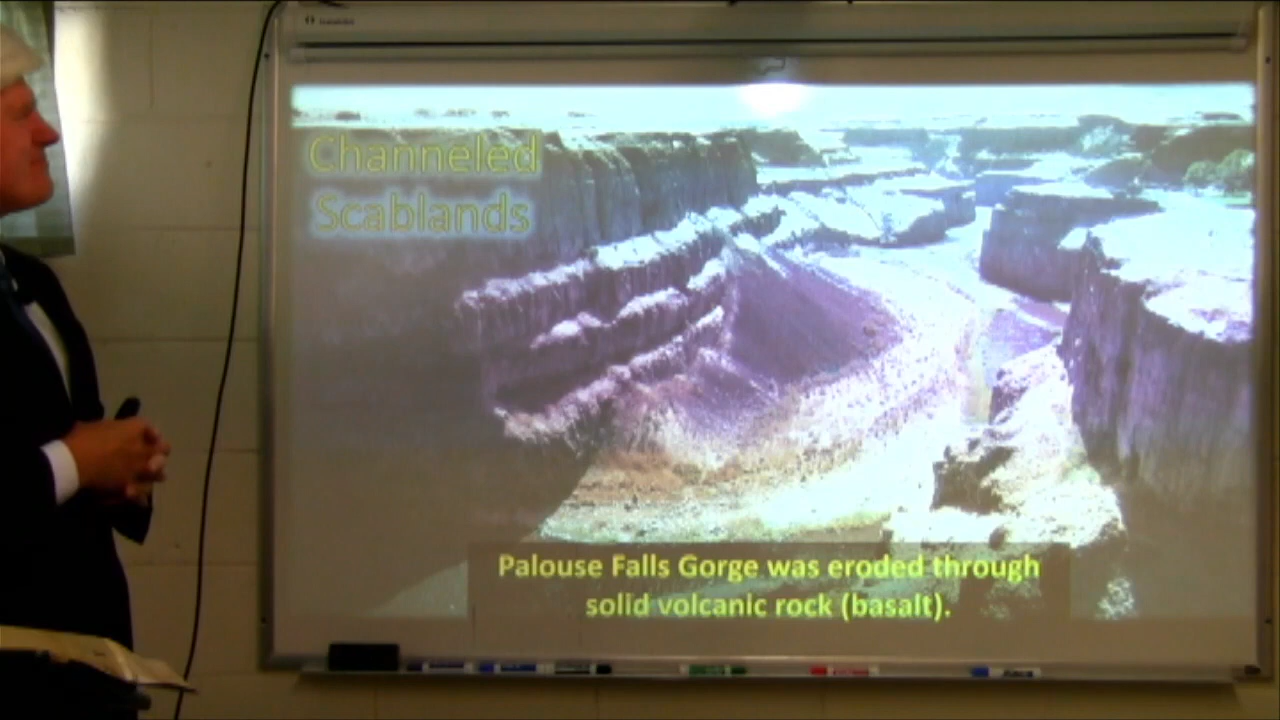 Channeled
Scablands
Palouse Falls Gorge was eroded through
solid volcanic rock (basalt).